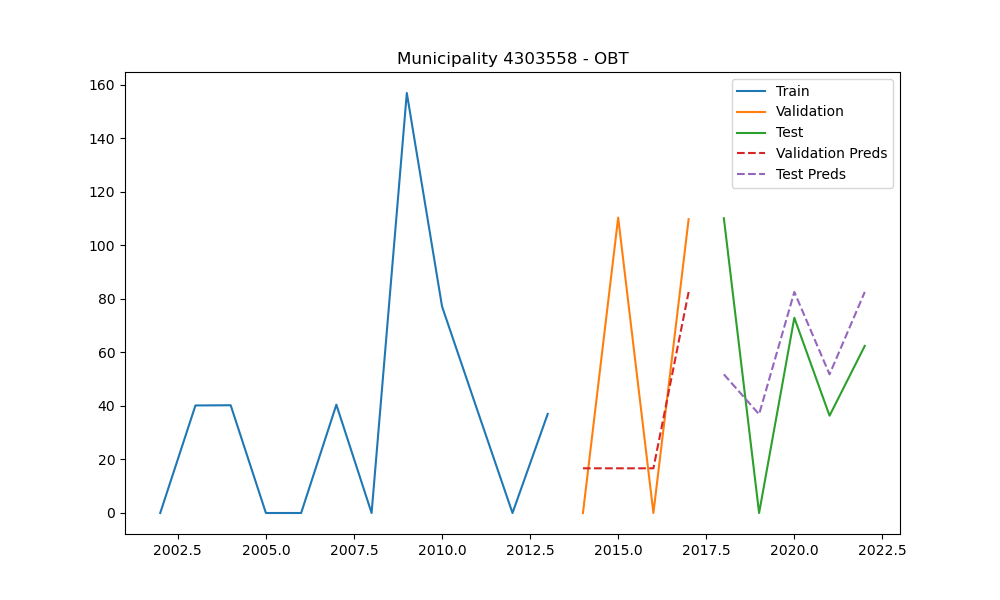 Municipality 4303558 - OBT
Train
Validation
Test
Validation Preds
Test Preds
160
140
120
100
80
60
40
20
0
2002.5 2005.0 2007.5 2010.0 2012.5 2015.0 2017.5 2020.0 2022.5